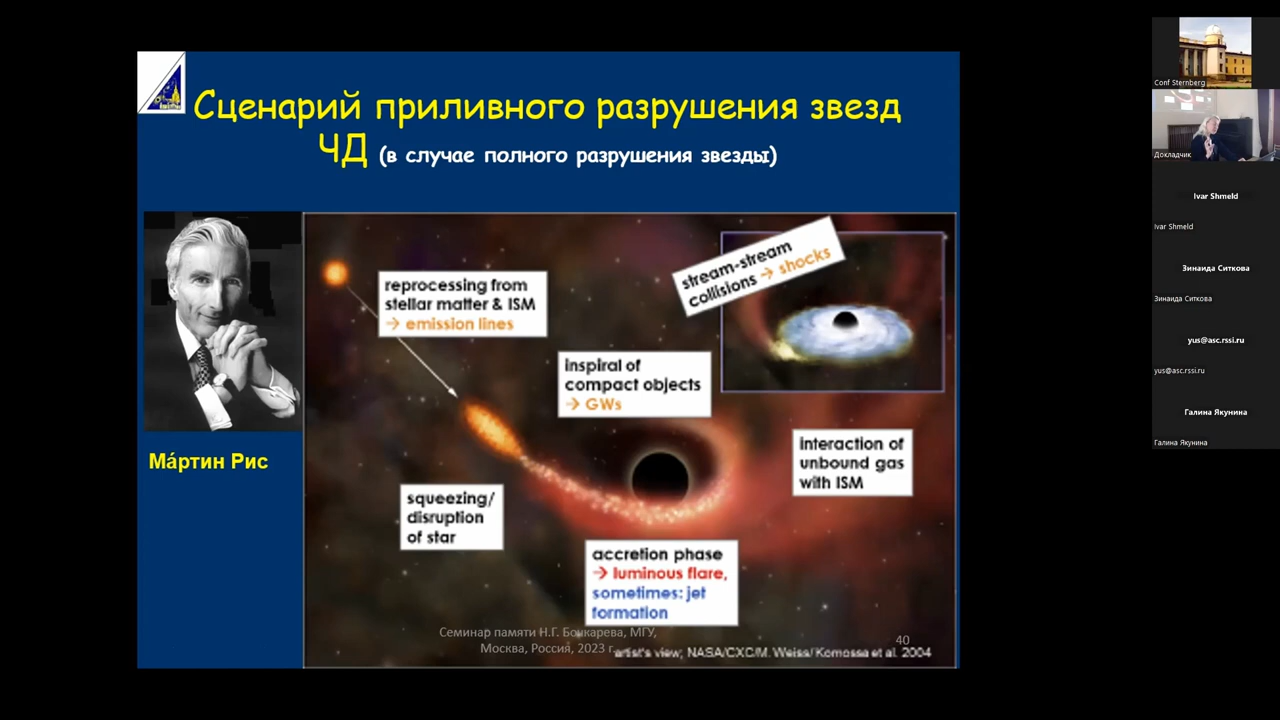 Сценарий приливного разрушения звезд
ЧД (в случае полного разрушения звезды)
Ма́ртин Рис
reprocessing from
stellar matter & ISM
→ emission lines
stream-stream
collisions → shocks
inspiral of
compact objects
→ GWs
interaction of
unbound gas
with ISM
squeezing/
disruption
of star
accretion phase
→ luminous flare,
sometimes: jet
formation
Семинар памяти Н.Г. Бочкарева, МГУ,
Москва, Россия, 2023 г.
40
artist's view; NASA/CXC/M. Weiss/Komossa et al. 2004
Conf Sternberg
Докладчик
Ivar Shmeld
Ivar Shmeld
Зинаида Ситкова
Зинаида Ситкова
yus@asc.rssi.ru
yus@asc.rssi.ru
Галина Якунина
Галина Якунина